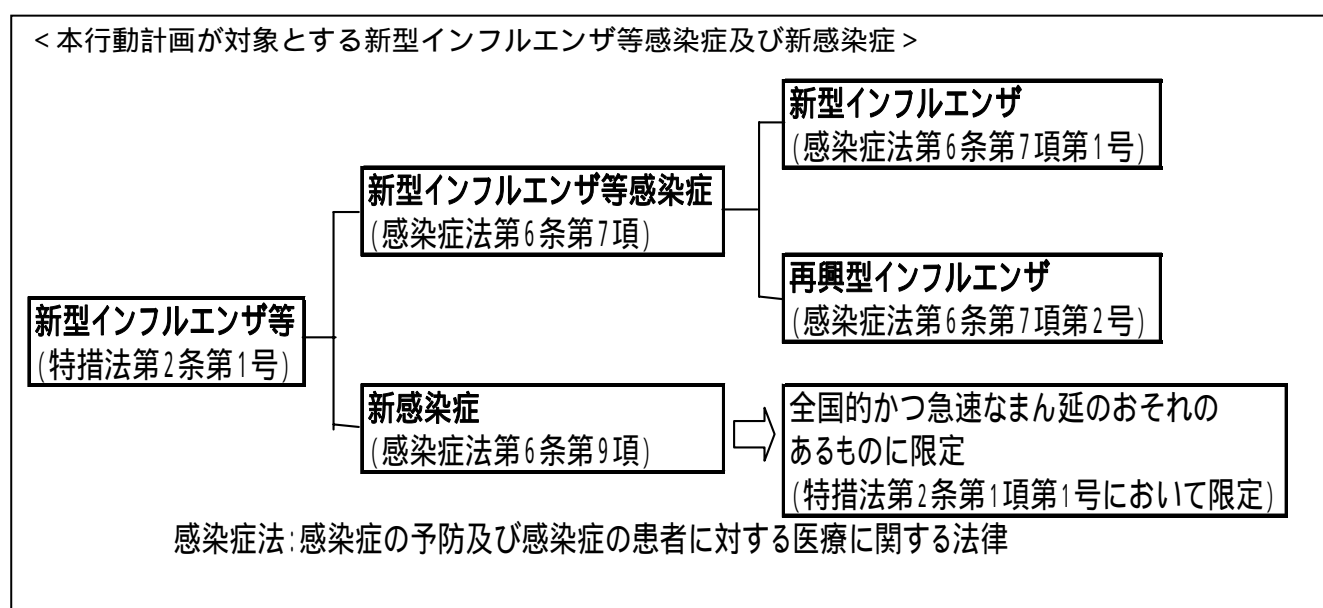 <本行動計画が対象とする新型インフルエンザ等感染症及び新感染症>
新型インフルエンザ
(感染症法第6条第7項第1号)
新型インフルエンザ等感染症
(感染症法第6条第7項)
再興型インフルエンザ
(感染症法第6条第7項第2号)
新型インフルエンザ等
(特措法第2条第1号)
新感染症
(感染症法第6条第9項)
全国的かつ急速なまん延のおそれの
あるものに限定
(特措法第2条第1項第1号において限定)
感染症法:感染症の予防及び感染症の患者に対する医療に関する法律